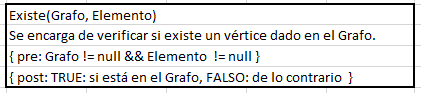 Existe(Grafo, Elemento)
Se encarga de verificar si existe un vértice dado en el Grafo.
{ pre: Grafo != null && Elemento  != null }
{ post: TRUE: si está en el Grafo, FALSO: de lo contrario  }